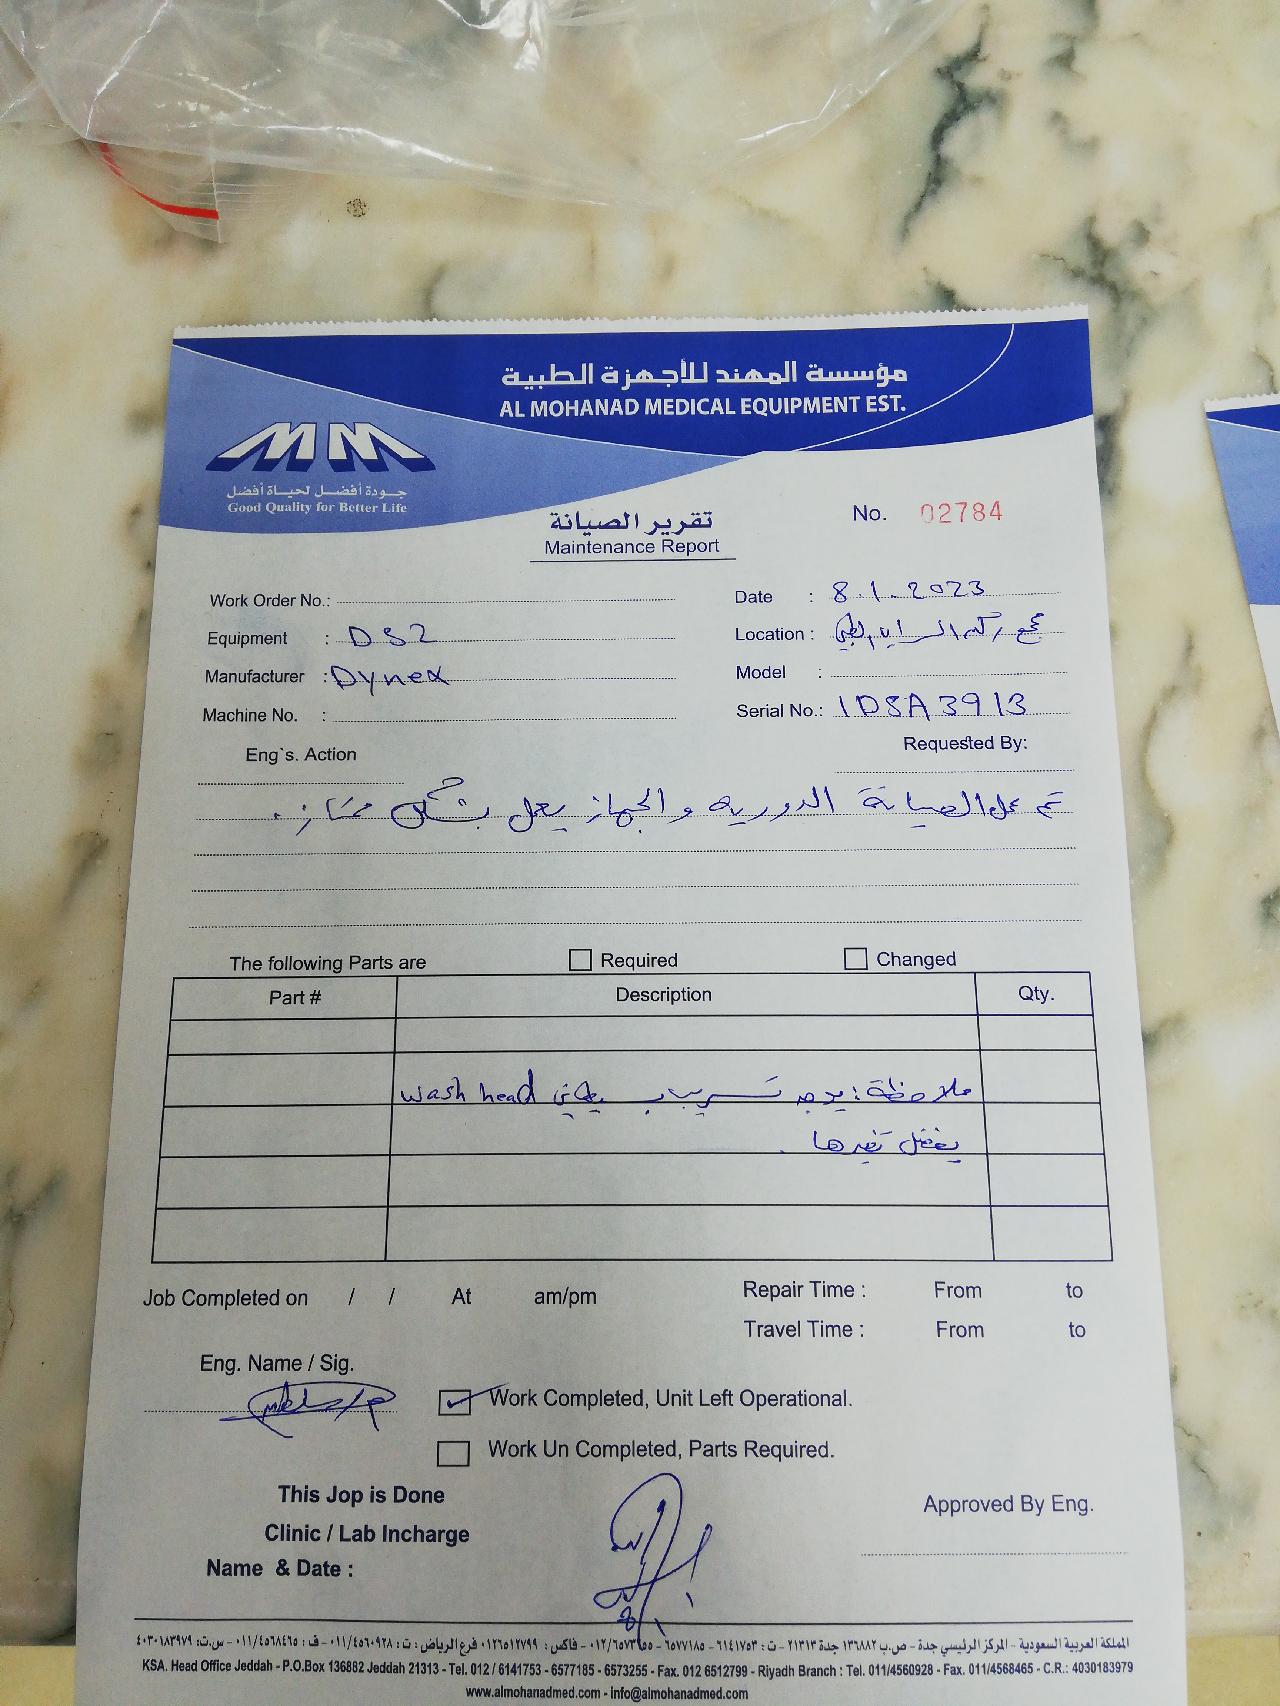 مؤسسة المهند للأجهزة الطبية
AL MOHANAD MEDICAL EQUIPMENT EST.
MM
جودة أفضل لحياة أفضل
Good Quality for Better Life
تقرير الصيانة
Maintenance Report
No. 02784
Work Order No.:
Date : 8.1.2023
Equipment : DS2
Location : مجمع الطبي
Manufacturer : Dynex
Model :
Machine No. :
Serial No.: 1DSA3913
Eng`s. Action
Requested By:
تم عمل الصيانة الدورية والجهاز يعمل بشكل ممتاز.
The following Parts are Required Changed
Part # Description Qty.
ملاحظة: يوجد تسريب wash head
يفضل تغيرها.
Job Completed on / / At am/pm
Repair Time : From to
Travel Time : From to
Eng. Name / Sig.
Work Completed, Unit Left Operational.
Work Un Completed, Parts Required.
This Jop is Done
Clinic / Lab Incharge
Name & Date :
Approved By Eng.
المملكة العربية السعودية - المركز الرئيسي جدة - ص.ب ١٣٦٨٨٢ جدة ٢١٣١٣ - ت : ٦١٤١٧٥٣ - ٦٥٧٧١٨٥ - ٠١٢/٦٥٧٣٢٥٥ - فاكس : ٠١٢٦٥١٢٧٩٩ فرع الرياض : ت : ٠١١/٤٥٦٠٩٢٨ - ف : ٠١١/٤٥٦٨٤٦٥ - س.ت: ٤٠٣٠١٨٣٩٧٩
KSA. Head Office Jeddah - P.O.Box 136882 Jeddah 21313 - Tel. 012 / 6141753 - 6577185 - 6573255 - Fax. 012 6512799 - Riyadh Branch : Tel. 011/4560928 - Fax. 011/4568465 - C.R.: 4030183979
www.almohanadmed.com - info@almohanadmed.com